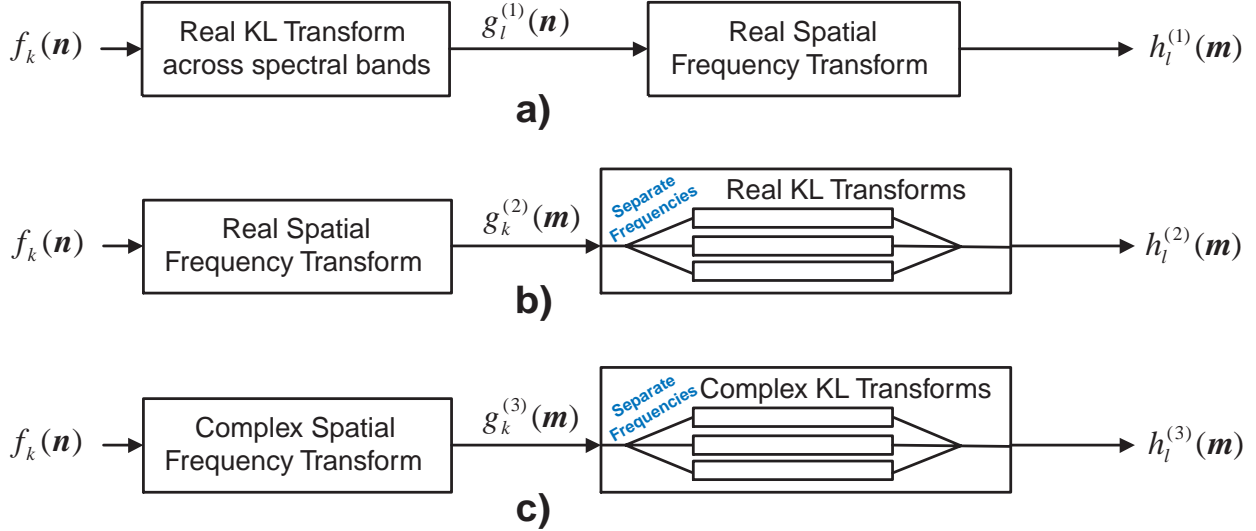 f_k(n)
Real KL Transform
across spectral bands
g_l^{(1)}(n)
Real Spatial
Frequency Transform
h_l^{(1)}(m)
a)
f_k(n)
Real Spatial
Frequency Transform
g_k^{(2)}(m)
Separate
Frequencies
Real KL Transforms
h_l^{(2)}(m)
b)
f_k(n)
Complex Spatial
Frequency Transform
g_k^{(3)}(m)
Separate
Frequencies
Complex KL Transforms
h_l^{(3)}(m)
c)